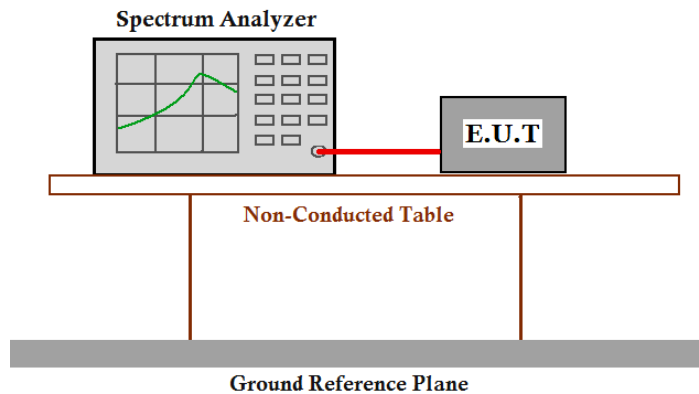 Spectrum Analyzer
E.U.T
Non-Conducted Table
Ground Reference Plane